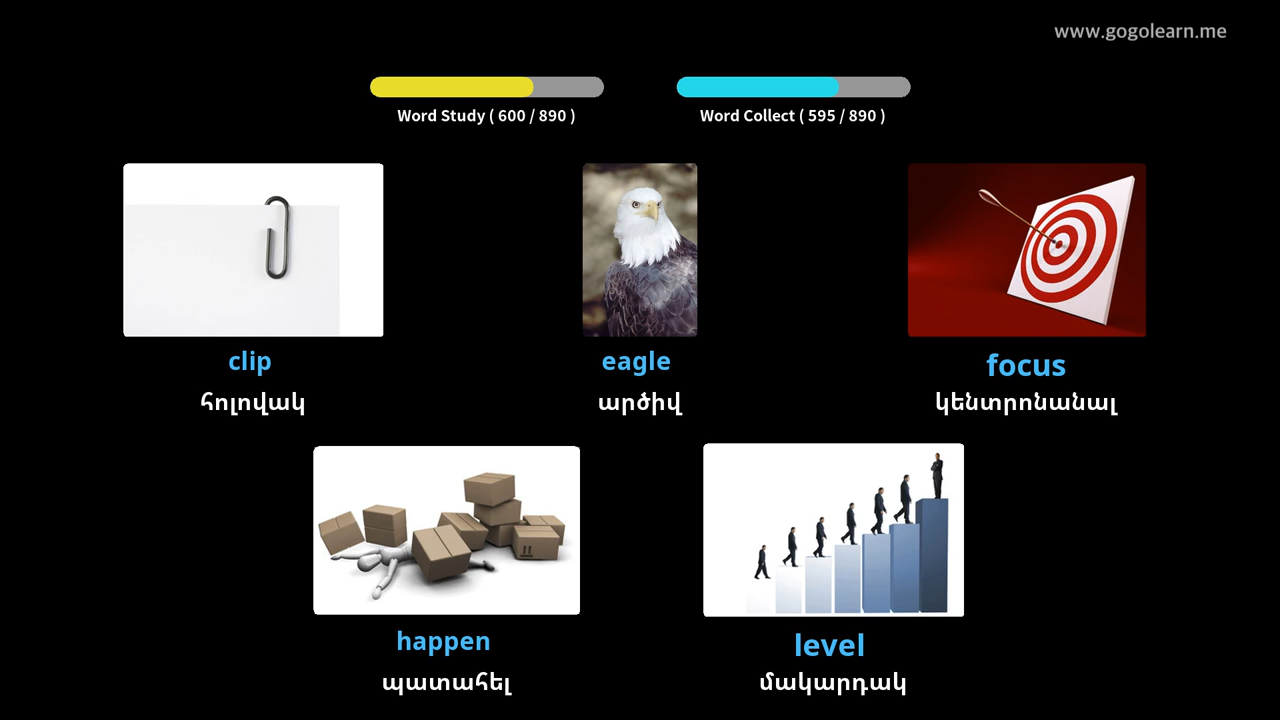 www.gogolearn.me
Word Study ( 600 / 890 )
Word Collect ( 595 / 890 )
clip
eagle
focus
հոլովակ
արծիվ
կենտրոնանալ
happen
level
պատահել
մակարդակ